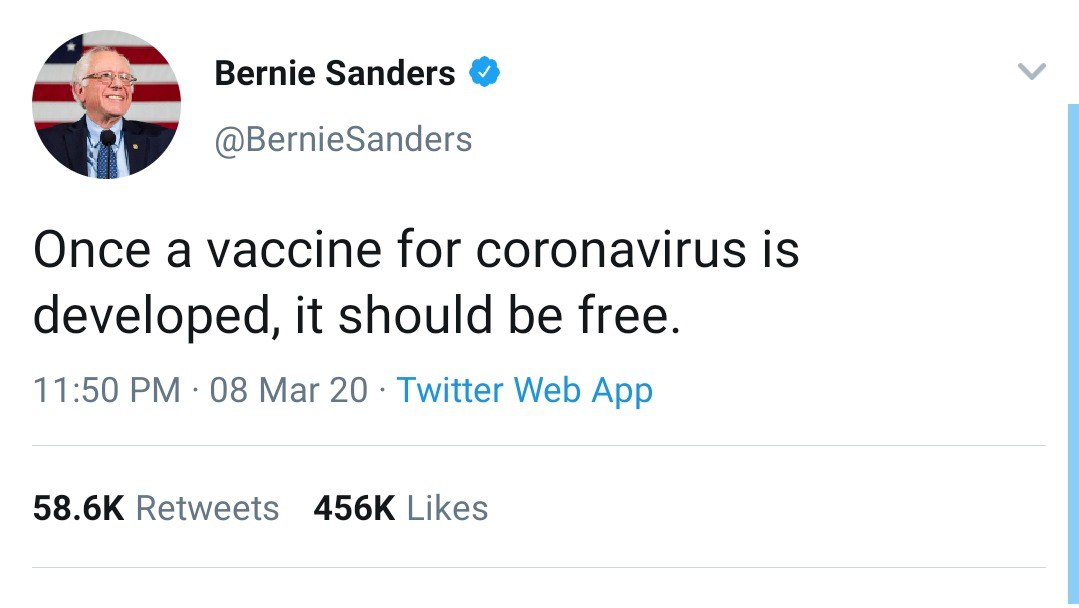 Bernie Sanders
@BernieSanders
Once a vaccine for coronavirus is
developed, it should be free.
11:50 PM · 08 Mar 20 · Twitter Web App
58.6K Retweets 456K Likes